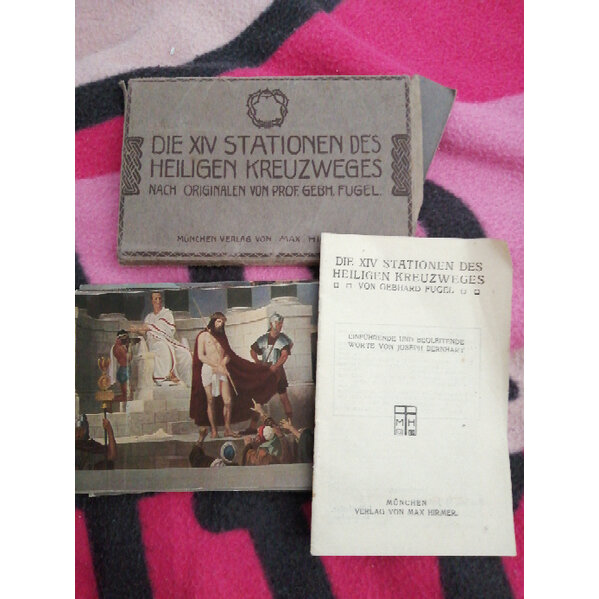 DIE XIV STATIONEN DES
HEILIGEN KREUZWEGES
NACH ORIGINALEN VON PROF. GEBH. FUGEL.
MÜNCHEN VERLAG VON MAX HIR
DIE XIV STATIONEN DES
HEILIGEN KREUZWEGES
VON GEBHARD FUGEL
EINFÜHRENDE UND BEGLEITENDE
WORTE VON JOSEPH BERNHART
M H
MÜNCHEN
VERLAG VON MAX HIRMER.